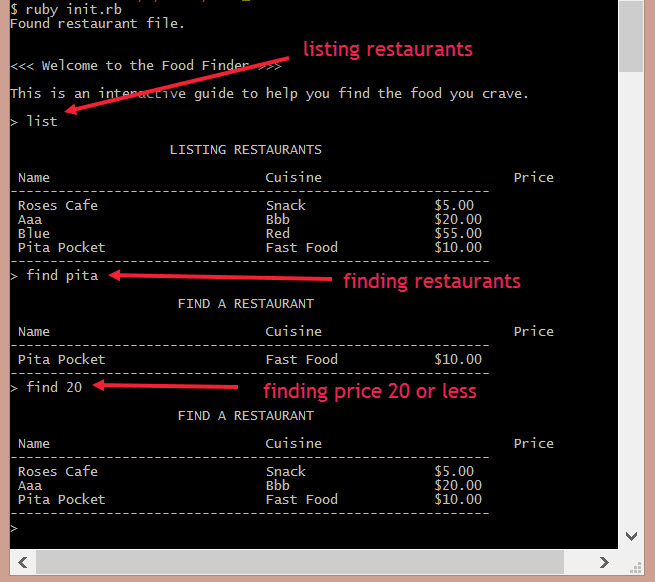 $ ruby init.rb
Found restaurant file.
<<< Welcome to the Food Finder >>>
listing restaurants
This is an interactive guide to help you find the food you crave.
> list
LISTING RESTAURANTS
Name Cuisine Price
-----------------------------------------------------------
Roses Cafe Snack $5.00
Aaa Bbb $20.00
Blue Red $55.00
Pita Pocket Fast Food $10.00
-----------------------------------------------------------
> find pita
finding restaurants
FIND A RESTAURANT
Name Cuisine Price
-----------------------------------------------------------
Pita Pocket Fast Food $10.00
-----------------------------------------------------------
> find 20
finding price 20 or less
FIND A RESTAURANT
Name Cuisine Price
-----------------------------------------------------------
Roses Cafe Snack $5.00
Aaa Bbb $20.00
Pita Pocket Fast Food $10.00
-----------------------------------------------------------
>